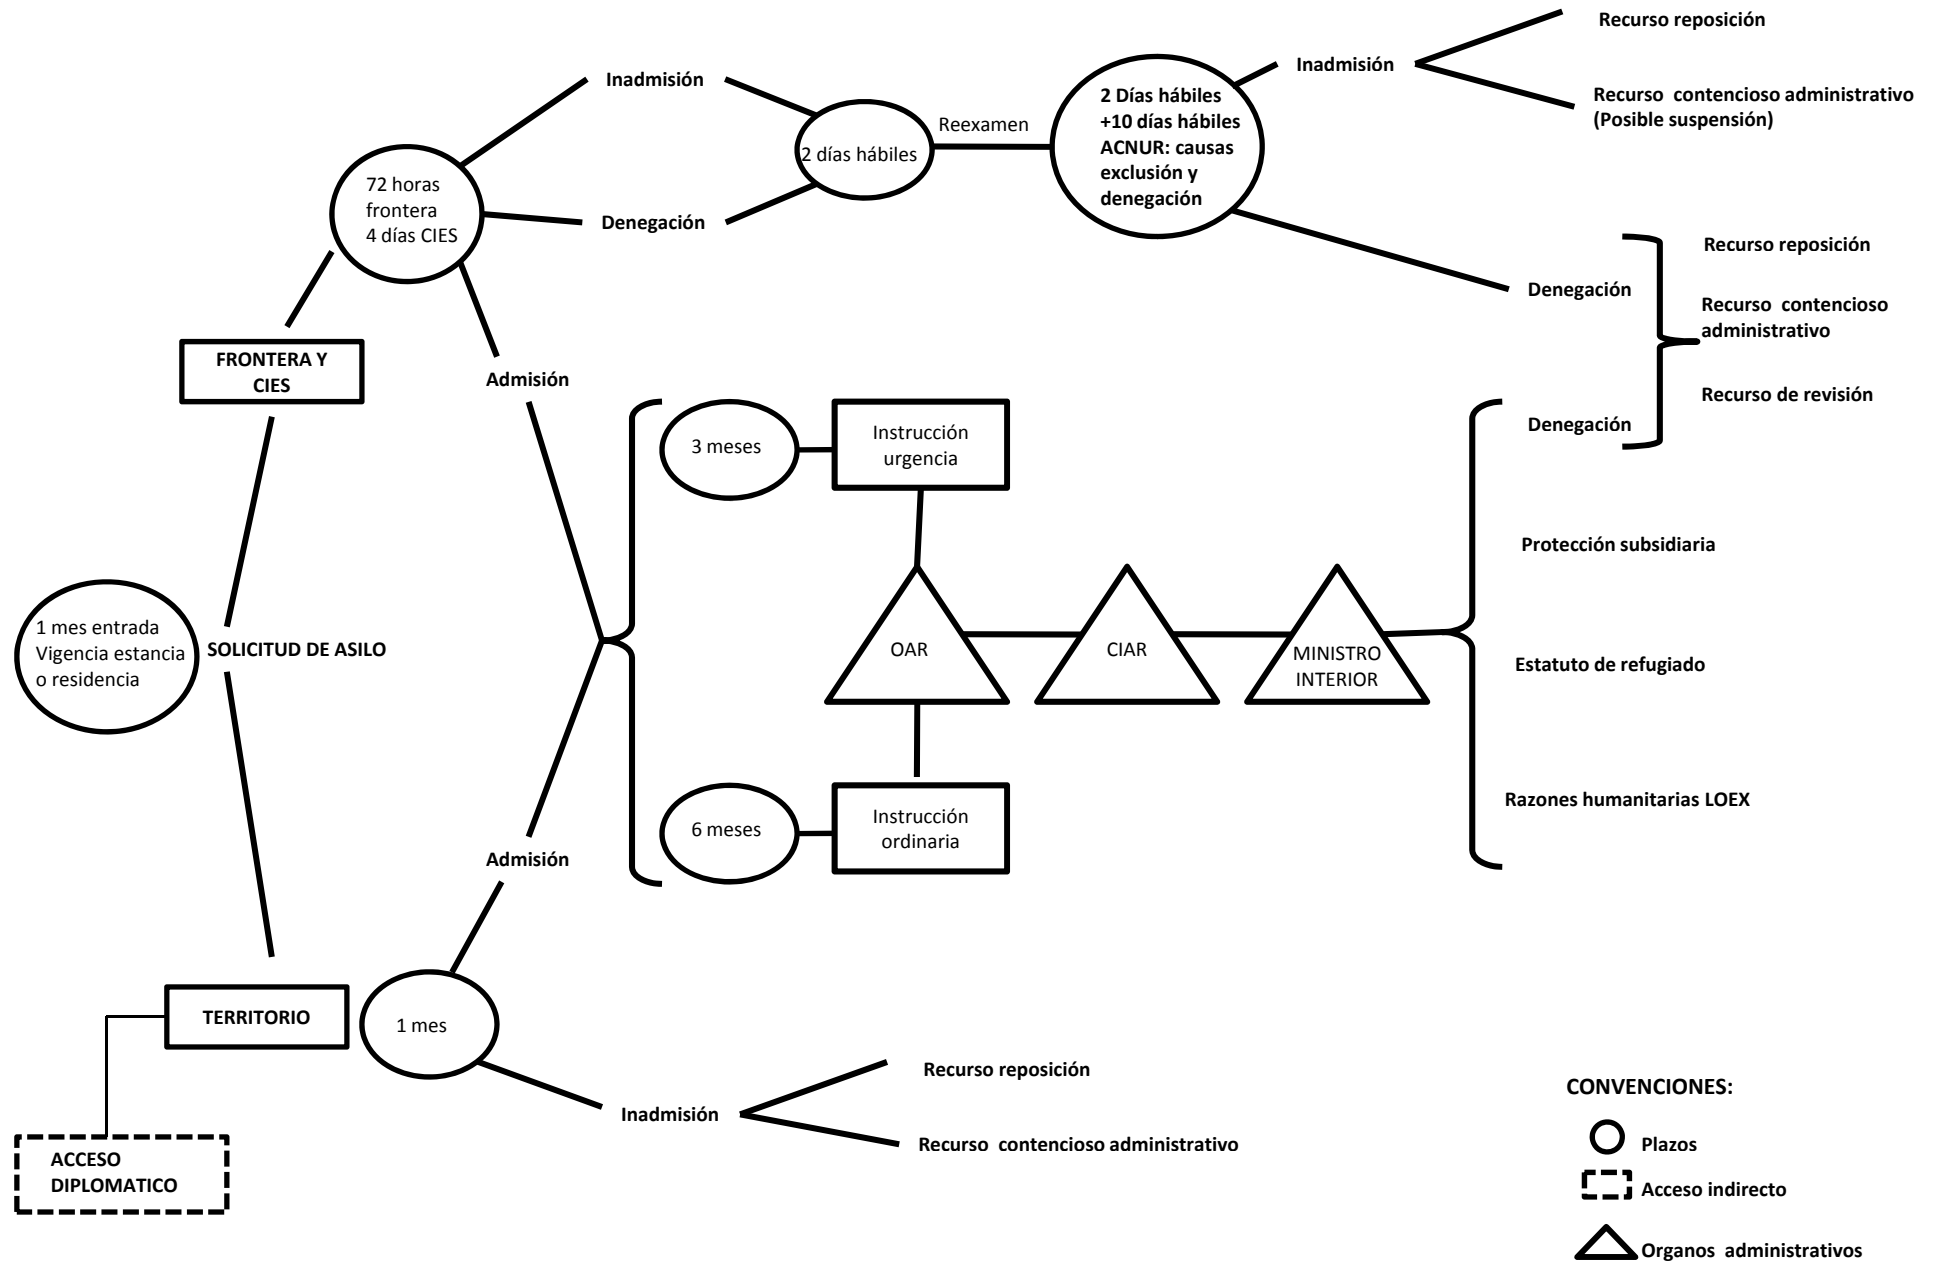 Recurso reposición
Inadmisión
Inadmisión
Recurso contencioso administrativo
(Posible suspensión)
2 Días hábiles
+10 días hábiles
ACNUR: causas
exclusión y
denegación
Reexamen
2 días hábiles
72 horas
frontera
4 días CIES
Denegación
Recurso reposición
Denegación
Recurso contencioso
administrativo
Recurso de revisión
FRONTERA Y
CIES
Admisión
3 meses
Instrucción
urgencia
Denegación
Protección subsidiaria
1 mes entrada
Vigencia estancia
o residencia
SOLICITUD DE ASILO
OAR
CIAR
MINISTRO
INTERIOR
Estatuto de refugiado
Razones humanitarias LOEX
6 meses
Instrucción
ordinaria
Admisión
TERRITORIO
1 mes
Recurso reposición
Inadmisión
Recurso contencioso administrativo
ACCESO
DIPLOMATICO
CONVENCIONES:
Plazos
Acceso indirecto
Organos administrativos